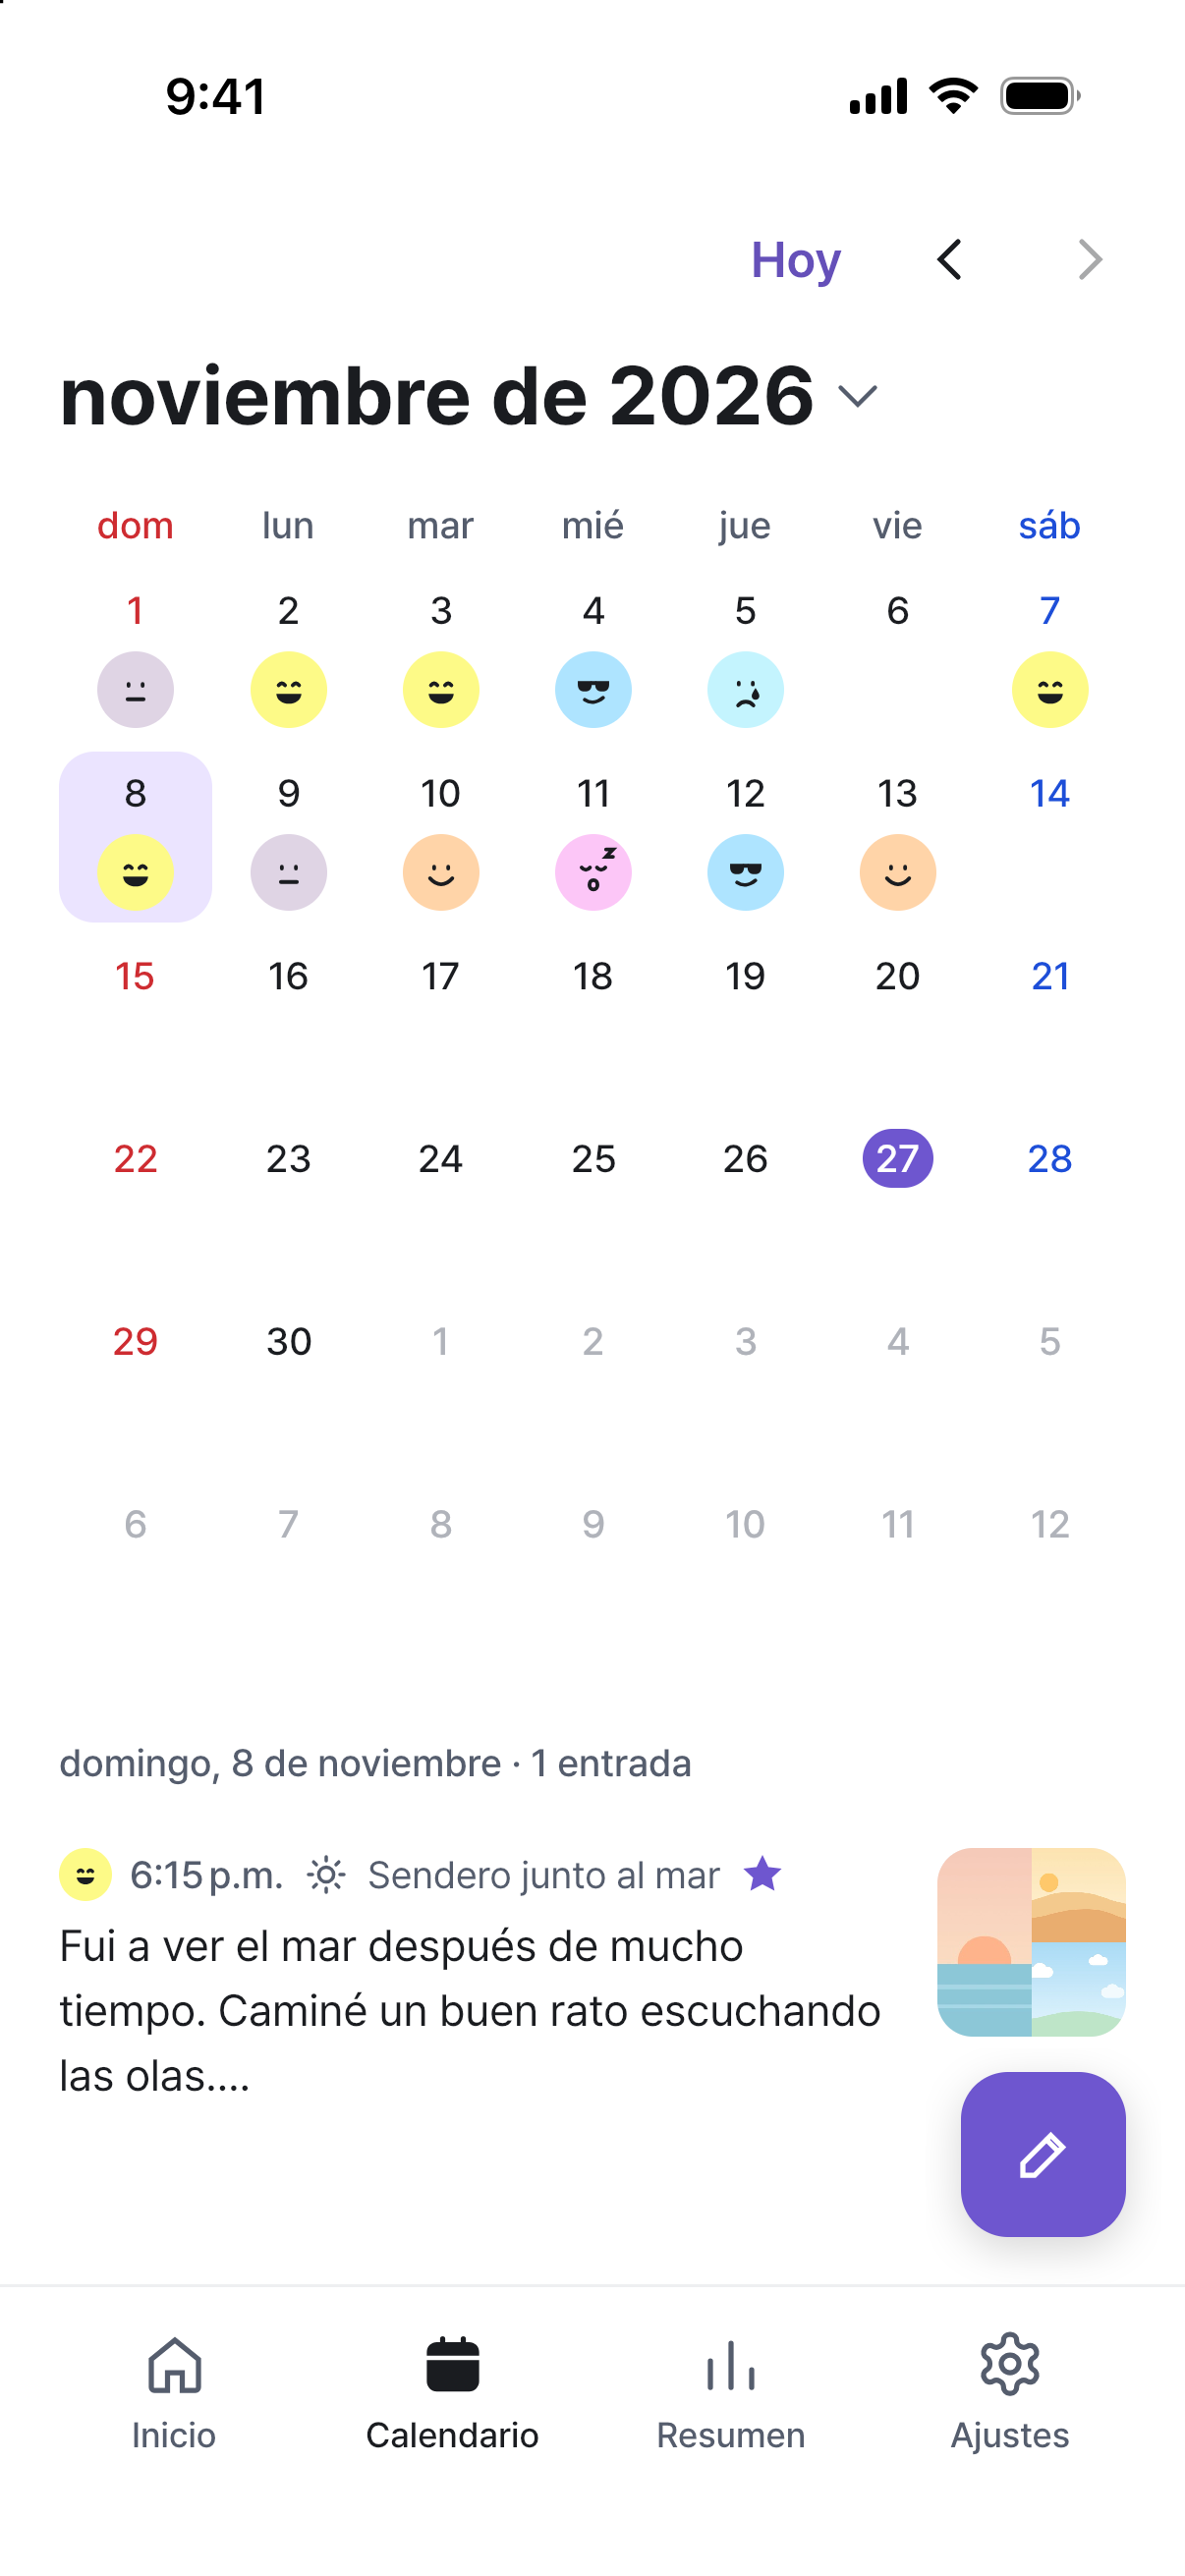 9:41
Hoy
noviembre de 2026
dom lun mar mié jue vie sáb
1 2 3 4 5 6 7
8 9 10 11 12 13 14
15 16 17 18 19 20 21
22 23 24 25 26 27 28
29 30 1 2 3 4 5
6 7 8 9 10 11 12
domingo, 8 de noviembre · 1 entrada
6:15 p.m. Sendero junto al mar
Fui a ver el mar después de mucho
tiempo. Caminé un buen rato escuchando
las olas....
Inicio Calendario Resumen Ajustes